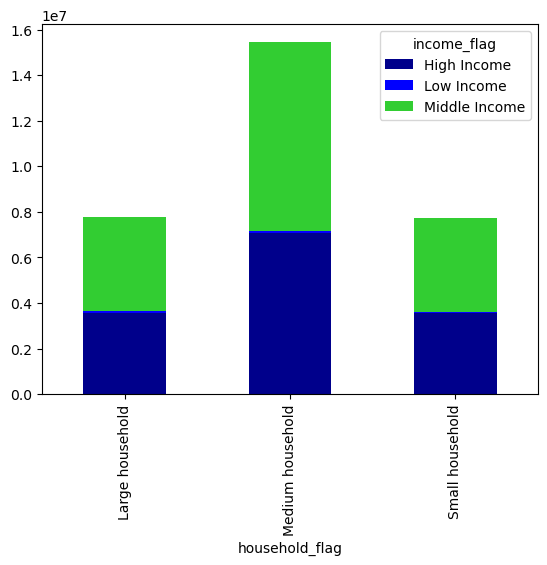 1e7
income_flag
High Income
Low Income
Middle Income
1.6
1.4
1.2
1.0
0.8
0.6
0.4
0.2
0.0
Large household
Medium household
Small household
household_flag